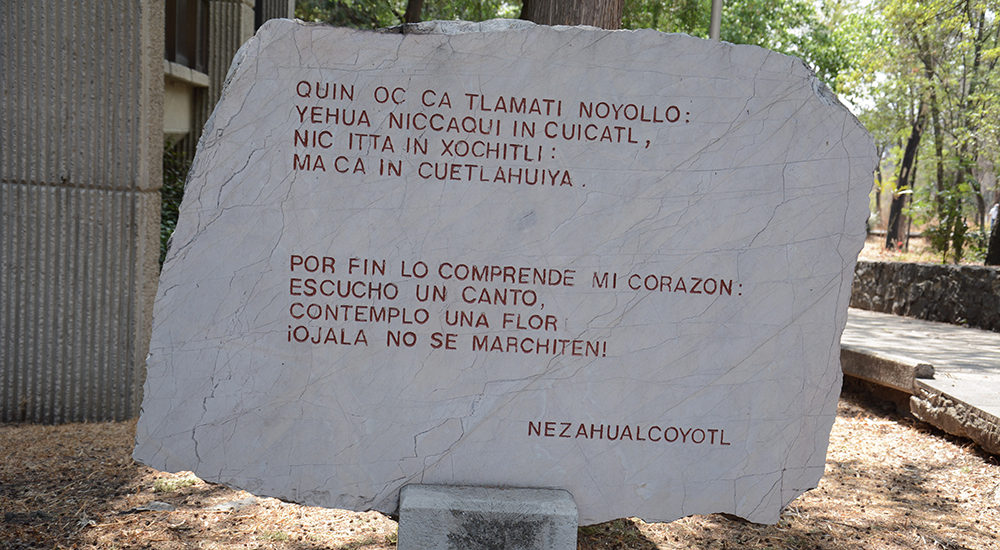 QUIN OC CA TLAMATI NOYOLLO:
YEHUA NICCAQUI IN CUICATL,
NIC ITTA IN XOCHITLI:
MA CA IN CUETLAHUIYA.
POR FIN LO COMPRENDE MI CORAZON:
ESCUCHO UN CANTO,
CONTEMPLO UNA FLOR
¡OJALA NO SE MARCHITEN!
NEZAHUALCOYOTL